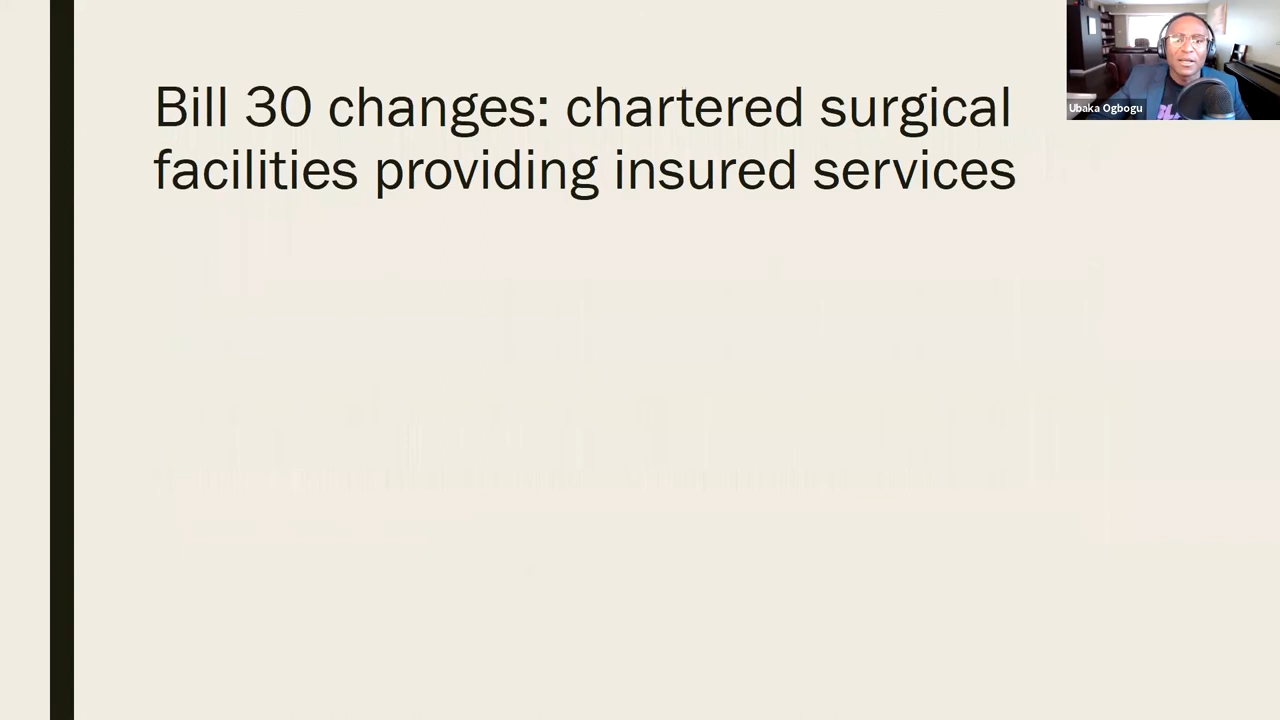 Bill 30 changes: chartered surgical
facilities providing insured services
Ubaka Ogbogu